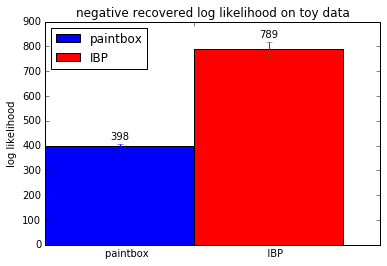 negative recovered log likelihood on toy data
900
800
700
600
500
400
300
200
100
0
log likelihood
paintbox
IBP
398
789
paintbox
IBP